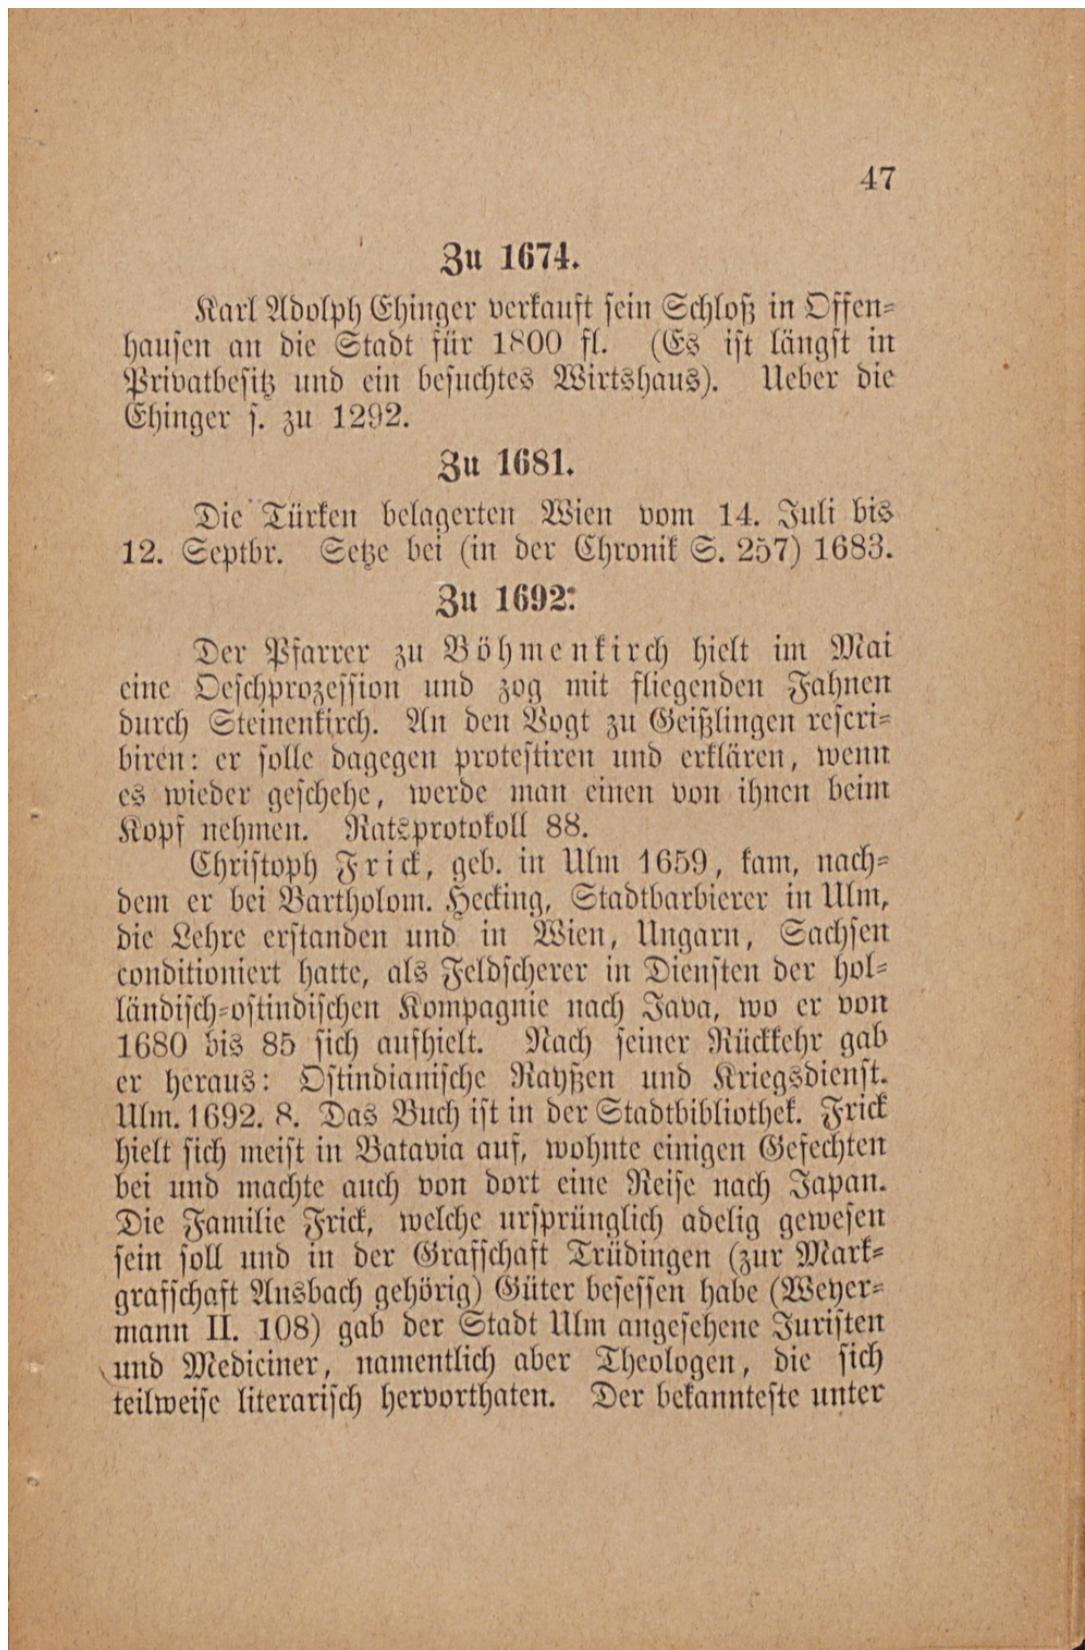 47
Zu 1674.
Karl Adolph Ehinger verkauft sein Schloß in Offen-
hausen an die Stadt für 1800 fl. (Es ist längst in
Privatbesitz und ein besuchtes Wirtshaus). Ueber die
Ehinger s. zu 1292.
Zu 1681.
Die Türken belagerten Wien vom 14. Juli bis
12. Septbr. Setze bei (in der Chronik S. 257) 1683.
Zu 1692:
Der Pfarrer zu Böhmenkirch hielt im Mai
eine Oeschprozession und zog mit fliegenden Fahnen
durch Steinenkirch. An den Vogt zu Geißlingen rescri-
biren: er solle dagegen protestiren und erklären, wenn
es wieder geschehe, werde man einen von ihnen beim
Kopf nehmen. Ratsprotokoll 88.
Christoph Frick, geb. in Ulm 1659, kam, nach-
dem er bei Bartholom. Hecking, Stadtbarbierer in Ulm,
die Lehre erstanden und in Wien, Ungarn, Sachsen
conditioniert hatte, als Feldscherer in Diensten der hol-
ländisch-ostindischen Kompagnie nach Java, wo er von
1680 bis 85 sich aufhielt. Nach seiner Rückkehr gab
er heraus: Ostindianische Rayßen und Kriegsdienst.
Ulm. 1692. 8. Das Buch ist in der Stadtbibliothek. Frick
hielt sich meist in Batavia auf, wohnte einigen Gefechten
bei und machte auch von dort eine Reise nach Japan.
Die Familie Frick, welche ursprünglich adelig gewesen
sein soll und in der Grafschaft Trüdingen (zur Mark-
grafschaft Ansbach gehörig) Güter besessen habe (Weyer-
mann II. 108) gab der Stadt Ulm angesehene Juristen
und Mediciner, namentlich aber Theologen, die sich
teilweise literarisch hervorthaten. Der bekannteste unter